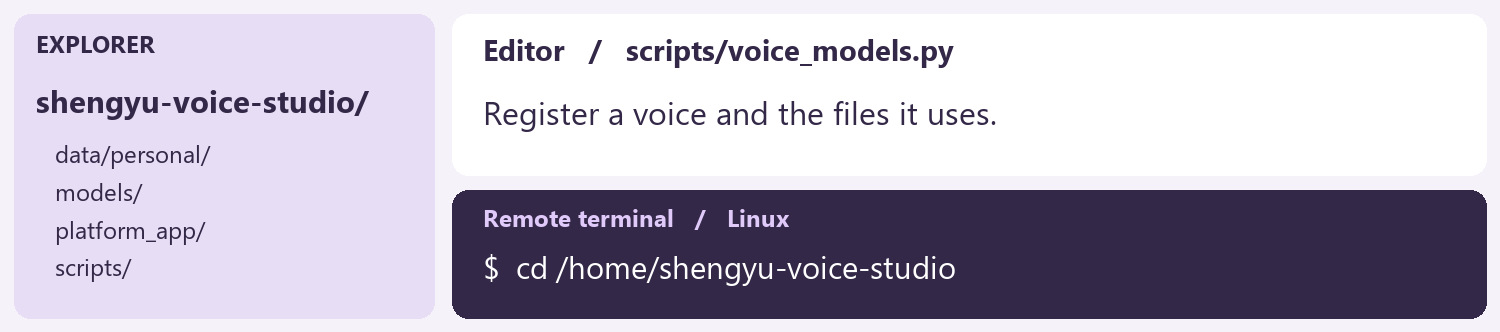 EXPLORER
shengyu-voice-studio/
data/personal/
models/
platform_app/
scripts/
Editor / scripts/voice_models.py
Register a voice and the files it uses.
Remote terminal / Linux
$ cd /home/shengyu-voice-studio